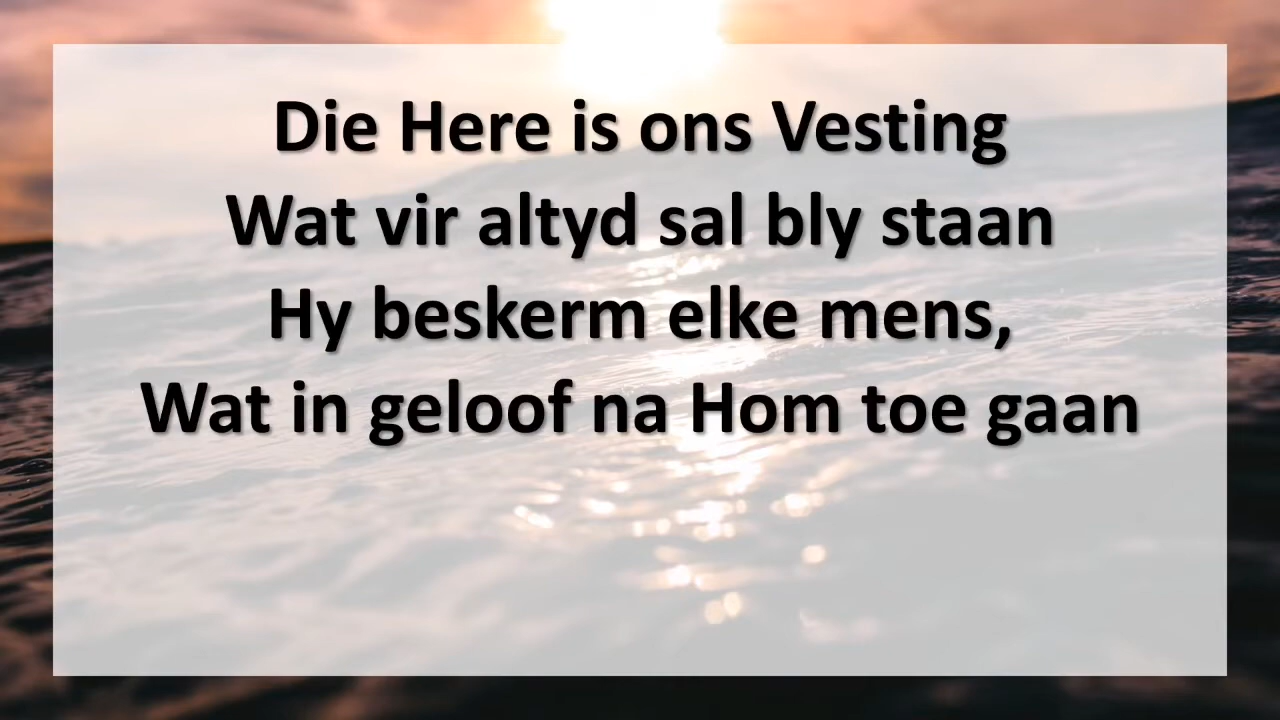 Die Here is ons Vesting
Wat vir altyd sal bly staan
Hy beskerm elke mens,
Wat in geloof na Hom toe gaan